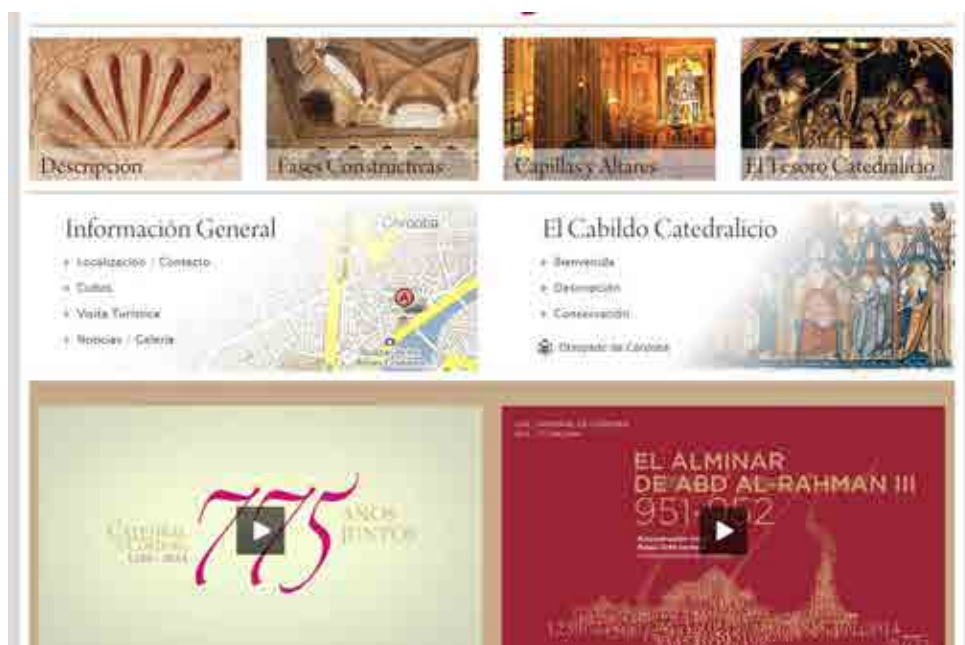 Descripción
Fases Constructivas
Capillas y Altares
El Tesoro Catedralicio
Información General
Localización / Contacto
Cultos
Visita Turística
Noticias / Galería
Córdoba
A
El Cabildo Catedralicio
Bienvenida
Descripción
Conservación
Obispado de Córdoba
CATEDRAL
775
AÑOS
JUNTOS
EL ALMINAR
DE ABD AL-RAHMAN III
951-952